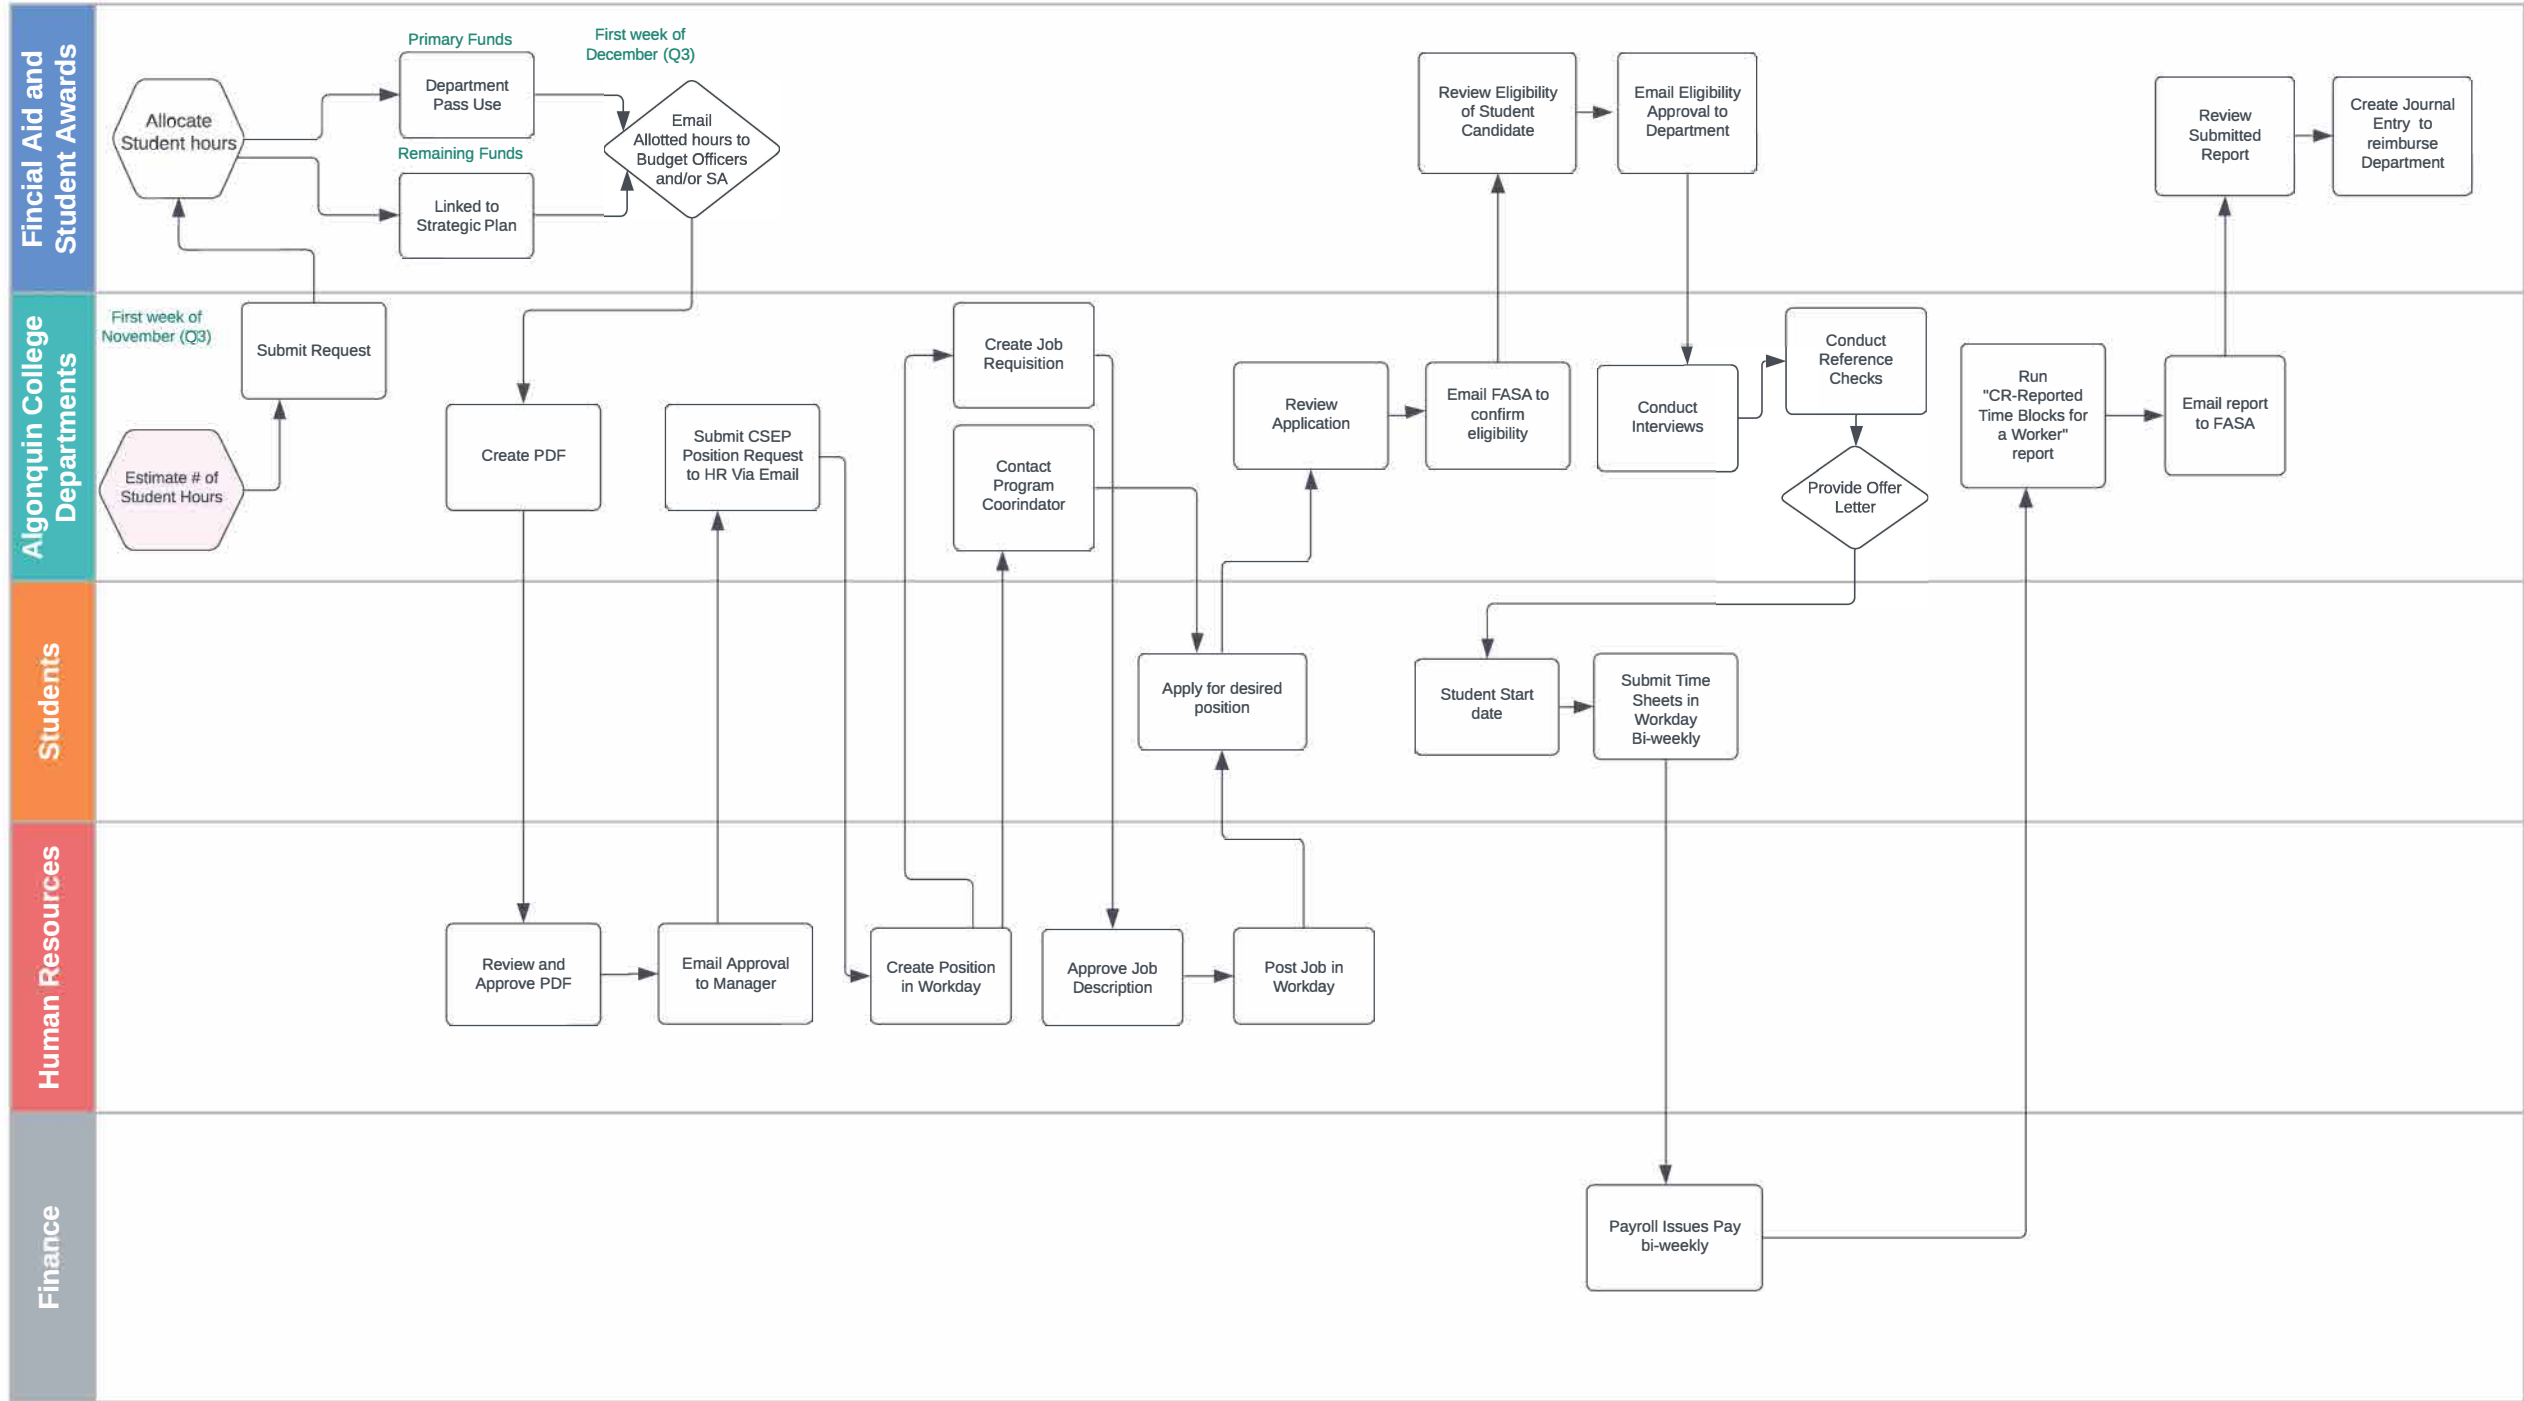 Fincial Aid and
Student Awards
Primary Funds
First week of
December (Q3)
Allocate
Student hours
Department
Pass Use
Remaining Funds
Linked to
Strategic Plan
Email
Allotted hours to
Budget Officers
and/or SA
Review Eligibility
of Student
Candidate
Email Eligibility
Approval to
Department
Review
Submitted
Report
Create Journal
Entry to
reimburse
Department
Algonquin College
Departments
First week of
November (Q3)
Submit Request
Estimate # of
Student Hours
Create PDF
Submit CSEP
Position Request
to HR Via Email
Create Job
Requisition
Contact
Program
Coorindator
Review
Application
Email FASA to
confirm
eligibility
Conduct
Interviews
Conduct
Reference
Checks
Provide Offer
Letter
Run
"CR-Reported
Time Blocks for
a Worker"
report
Email report
to FASA
Students
Apply for desired
position
Student Start
date
Submit Time
Sheets in
Workday
Bi-weekly
Human Resources
Review and
Approve PDF
Email Approval
to Manager
Create Position
in Workday
Approve Job
Description
Post Job in
Workday
Finance
Payroll Issues Pay
bi-weekly